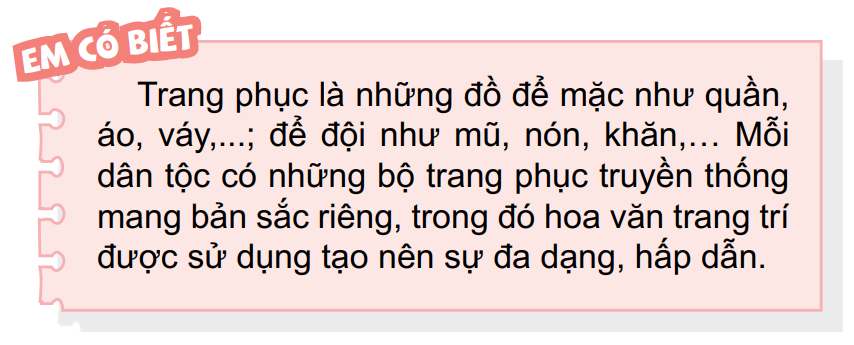 EM CÓ BIẾT
Trang phục là những đồ để mặc như quần,
áo, váy,...; để đội như mũ, nón, khăn,… Mỗi
dân tộc có những bộ trang phục truyền thống
mang bản sắc riêng, trong đó hoa văn trang trí
được sử dụng tạo nên sự đa dạng, hấp dẫn.